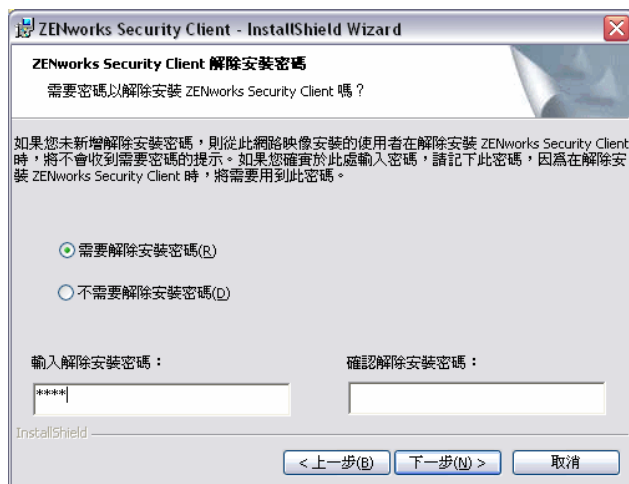 ZENworks Security Client - InstallShield Wizard
ZENworks Security Client 解除安裝密碼
需要密碼以解除安裝 ZENworks Security Client 嗎？
如果您未新增解除安裝密碼，則從此網路映像安裝的使用者在解除安裝 ZENworks Security Client
時，將不會收到需要密碼的提示。如果您確實於此處輸入密碼，請記下此密碼，因為在解除安
裝 ZENworks Security Client 時，將需要用到此密碼。
需要解除安裝密碼(R)
不需要解除安裝密碼(D)
輸入解除安裝密碼： 確認解除安裝密碼：
****
InstallShield
< 上一步(B) 下一步(N) > 取消